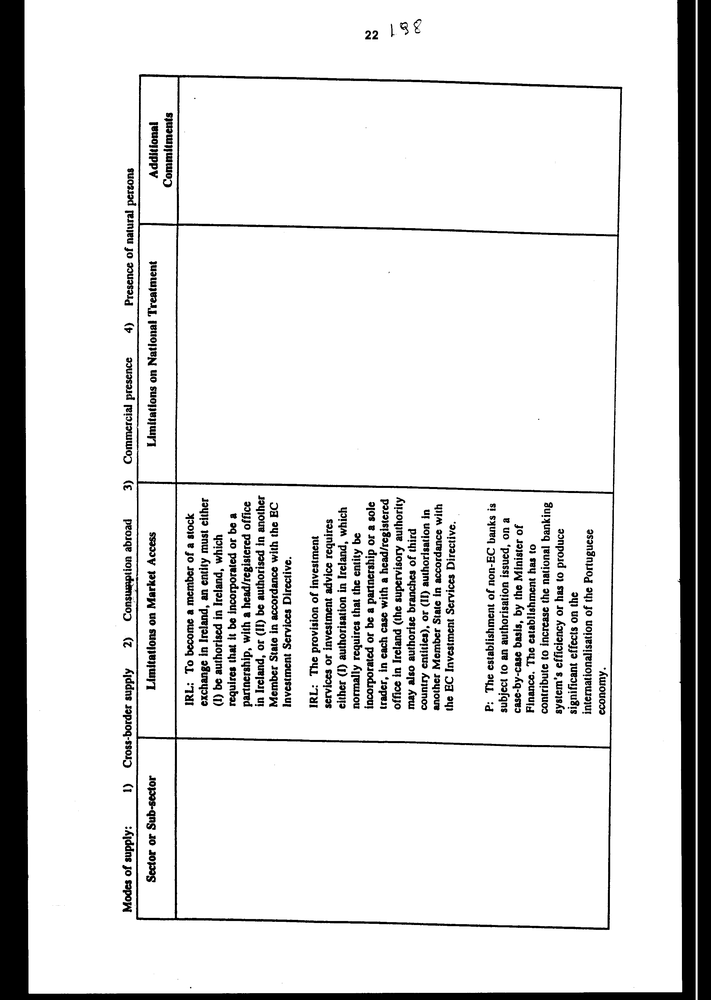 22 198
Modes of supply: 1) Cross-border supply 2) Consumption abroad 3) Commercial presence 4) Presence of natural persons
Sector or Sub-sector
Limitations on Market Access
Limitations on National Treatment
Additional
Commitments
IRL: To become a member of a stock
exchange in Ireland, an entity must either
(I) be authorised in Ireland, which
requires that it be incorporated or be a
partnership, with a head/registered office
in Ireland, or (II) be authorised in another
Member State in accordance with the EC
Investment Services Directive.
IRL: The provision of investment
services or investment advice requires
either (I) authorisation in Ireland, which
normally requires that the entity be
incorporated or be a partnership or a sole
trader, in each case with a head/registered
office in Ireland (the supervisory authority
may also authorise branches of third
country entities), or (II) authorisation in
another Member State in accordance with
the EC Investment Services Directive.
P: The establishment of non-EC banks is
subject to an authorisation issued, on a
case-by-case basis, by the Minister of
Finance. The establishment has to
contribute to increase the national banking
system's efficiency or has to produce
significant effects on the
internationalisation of the Portuguese
economy.